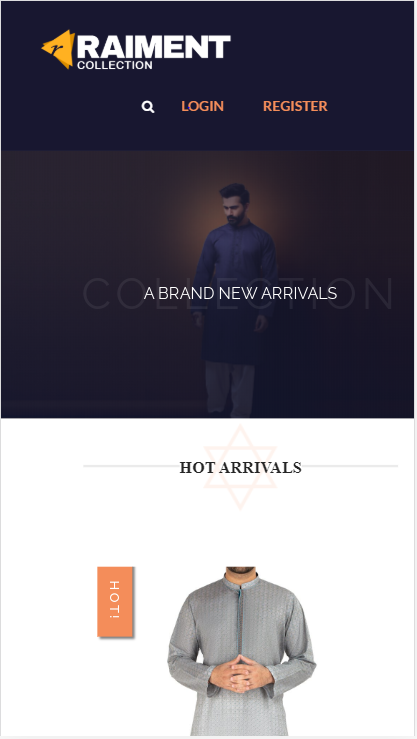 RAIMENT
COLLECTION
LOGIN REGISTER
COLLECTION
A BRAND NEW ARRIVALS
HOT ARRIVALS
HOT!